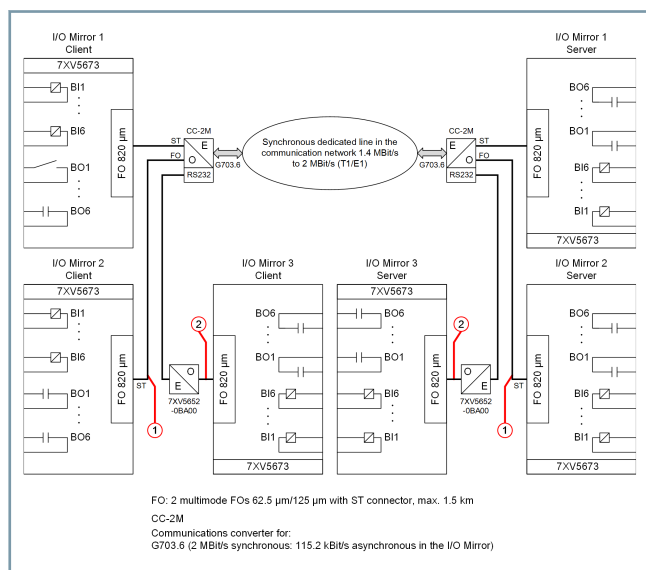 I/O Mirror 1
Client
7XV5673
BI1
BI6
BO1
BO6
FO 820 µm
ST
FO
CC-2M
E
O
RS232
G703.6
Synchronous dedicated line in the
communication network 1.4 MBit/s
to 2 MBit/s (T1/E1)
G703.6
CC-2M
E
O
RS232
ST
FO
I/O Mirror 1
Server
FO 820 µm
BO6
BO1
BI6
BI1
7XV5673
I/O Mirror 2
Client
7XV5673
BI1
BI6
BO1
BO6
FO 820 µm
ST
1
O
E
7XV5652
-0BA00
2
I/O Mirror 3
Client
FO 820 µm
BO6
BO1
BI6
BI1
7XV5673
I/O Mirror 3
Server
7XV5673
BO6
BO1
BI6
BI1
FO 820 µm
2
O
E
7XV5652
-0BA00
1
ST
I/O Mirror 2
Server
FO 820 µm
BO6
BO1
BI6
BI1
7XV5673
FO: 2 multimode FOs 62.5 µm/125 µm with ST connector, max. 1.5 km
CC-2M
Communications converter for:
G703.6 (2 MBit/s synchronous: 115.2 kBit/s asynchronous in the I/O Mirror)